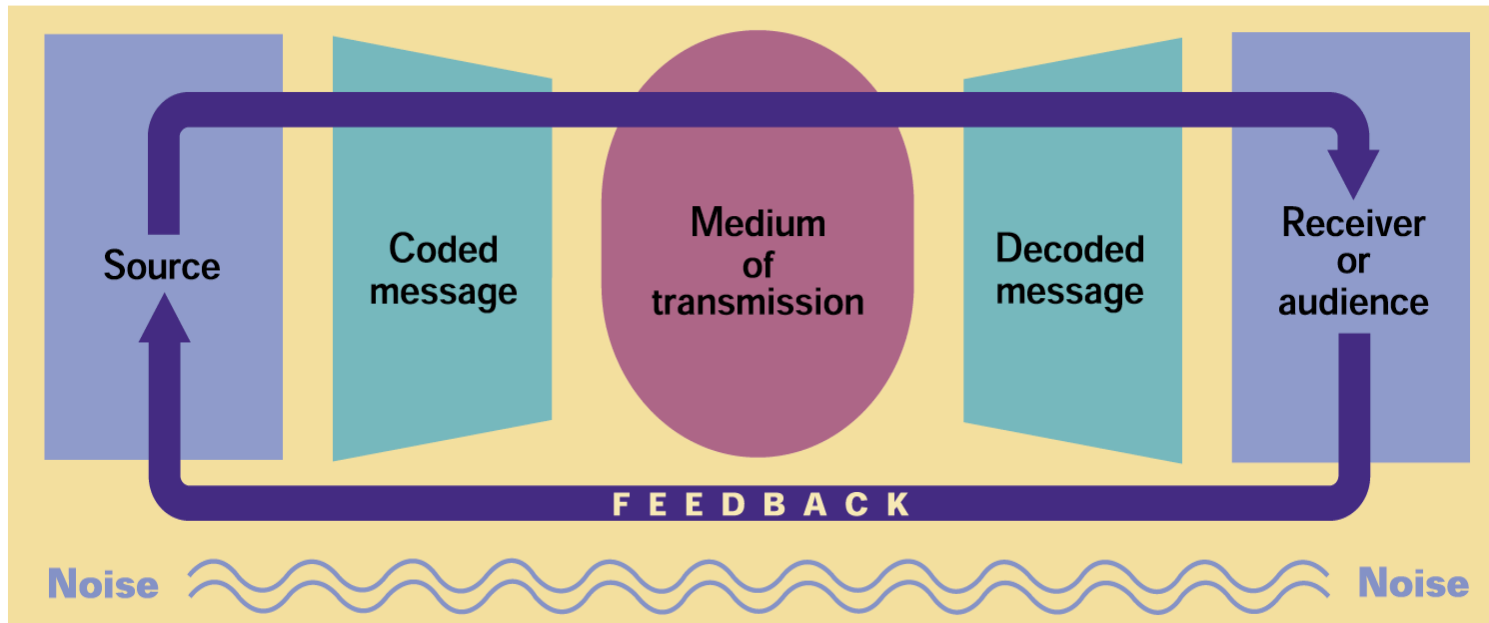 Source
Coded
message
Medium
of
transmission
Decoded
message
Receiver
or
audience
FEEDBACK
Noise
Noise